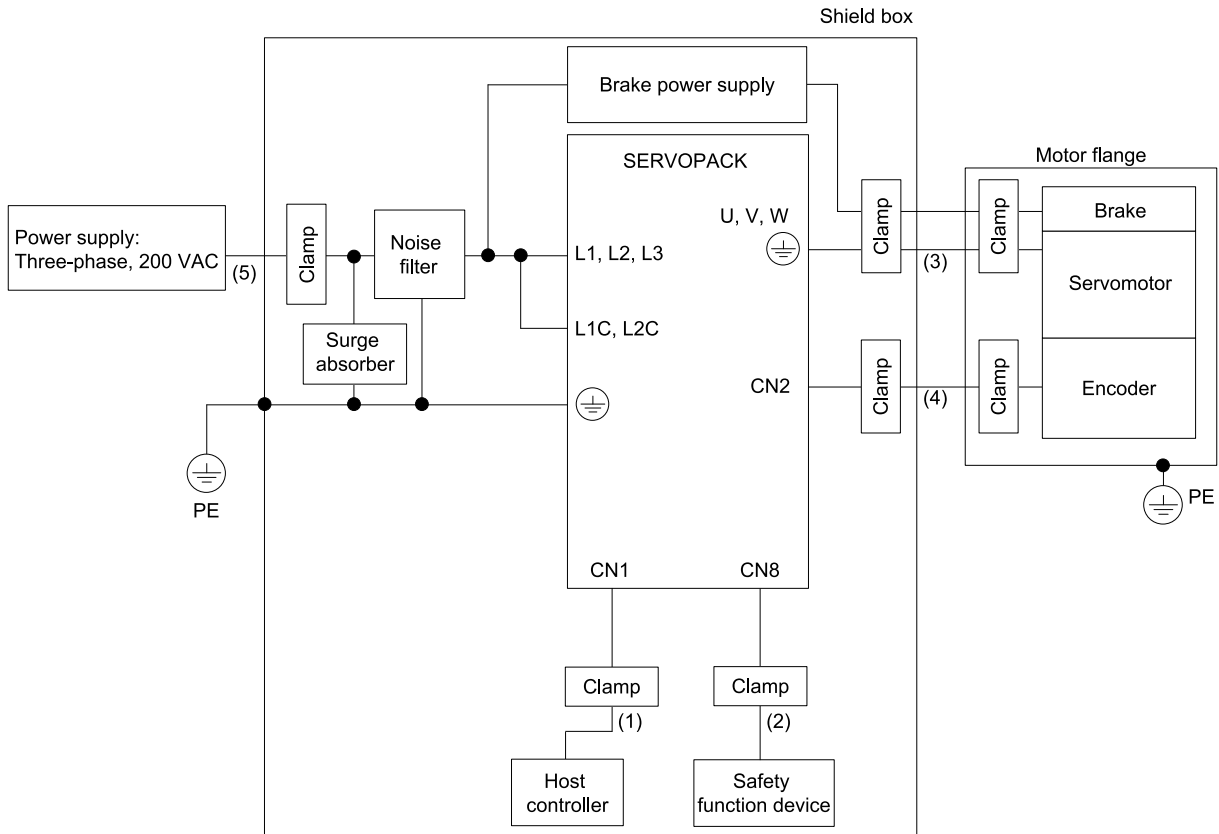 Shield box
Brake power supply
SERVOPACK
Motor flange
Power supply:
Three-phase, 200 VAC
(5)
Clamp
Noise
filter
L1, L2, L3
L1C, L2C
U, V, W
Clamp
(3)
Clamp
Brake
Servomotor
Surge
absorber
CN2
Clamp
(4)
Clamp
Encoder
PE
PE
CN1
CN8
Clamp
(1)
Clamp
(2)
Host
controller
Safety
function device